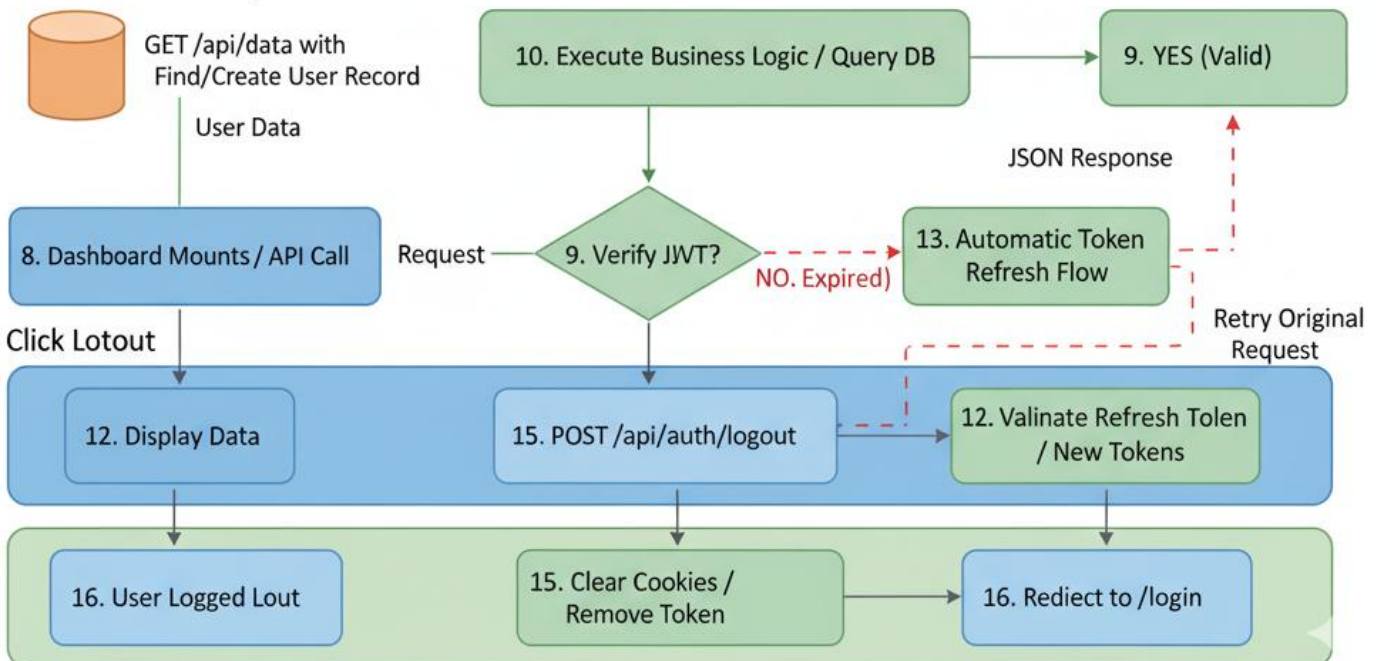 GET /api/data with
Find/Create User Record
User Data
10. Execute Business Logic / Query DB
9. YES (Valid)
JSON Response
8. Dashboard Mounts / API Call
Request
9. Verify JWT?
NO. Expired)
13. Automatic Token
Refresh Flow
Retry Original
Request
Click Lotout
12. Display Data
15. POST /api/auth/logout
12. Valinate Refresh Tolen
/ New Tokens
16. User Logged Lout
15. Clear Cookies /
Remove Token
16. Rediect to /login